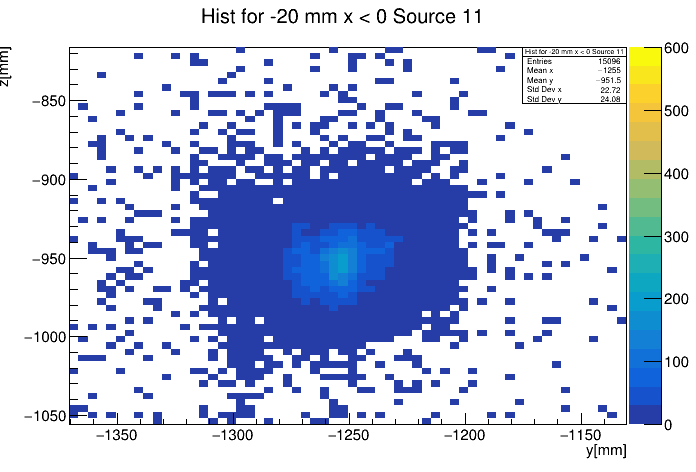 Hist for -20 mm x < 0 Source 11
z[mm]
Hist for -20 mm x < 0 Source 11
Entries 15096
Mean x −1255
Mean y −951.5
Std Dev x 22.72
Std Dev y 24.08
600
500
400
300
200
100
0
−850
−900
−950
−1000
−1050
−1350
−1300
−1250
−1200
−1150
y[mm]